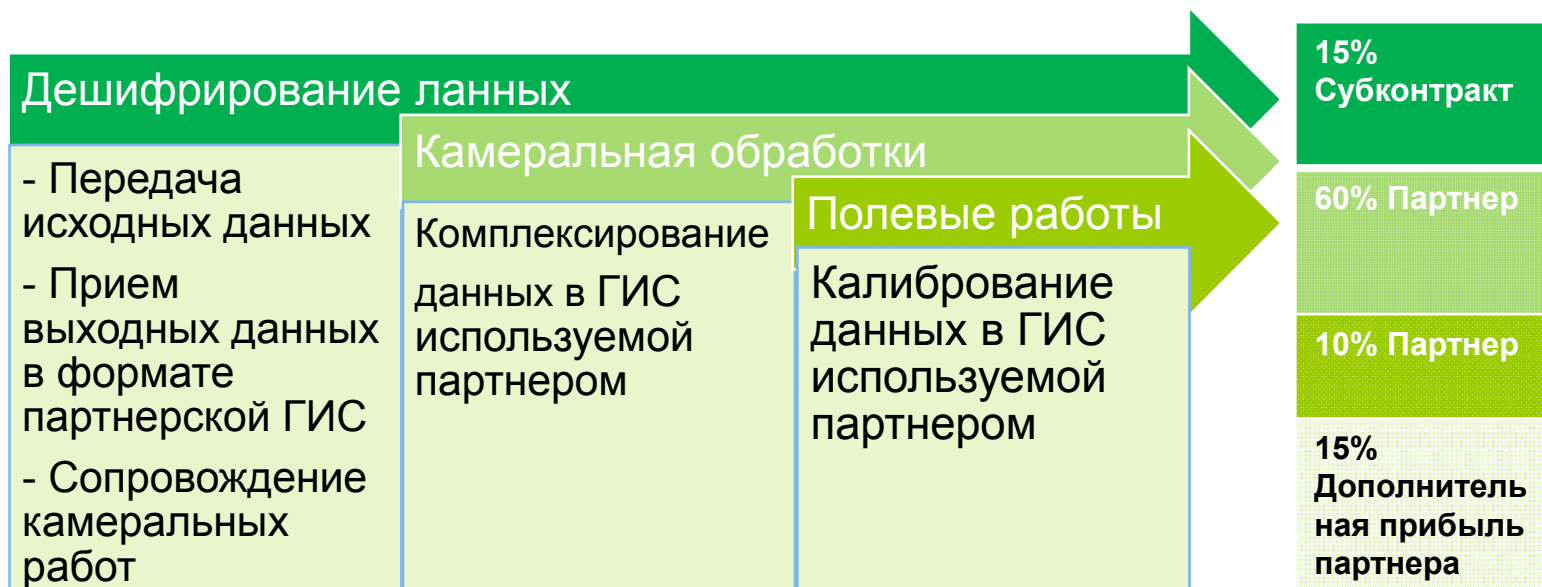 Дешифрирование ланных
- Передача
исходных данных
- Прием
выходных данных
в формате
партнерской ГИС
- Сопровождение
камеральных
работ
Камеральная обработки
Комплексирование
данных в ГИС
используемой
партнером
Полевые работы
Калибрование
данных в ГИС
используемой
партнером
15%
Субконтракт
60% Партнер
10% Партнер
15%
Дополнитель
ная прибыль
партнера